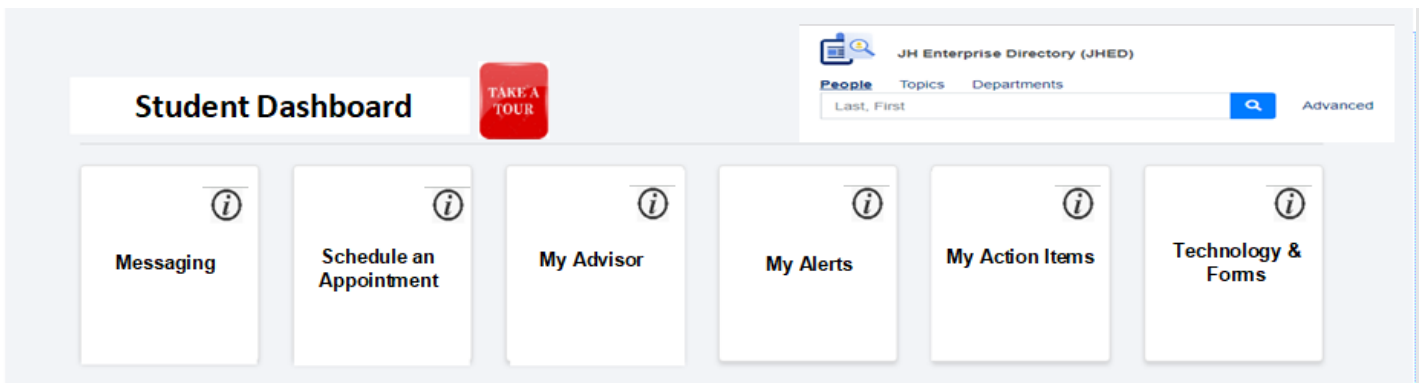 JH Enterprise Directory (JHED)
People Topics Departments
Last, First
Advanced
Student Dashboard
TAKE A
TOUR
i
Messaging
i
Schedule an
Appointment
i
My Advisor
i
My Alerts
i
My Action Items
i
Technology &
Forms